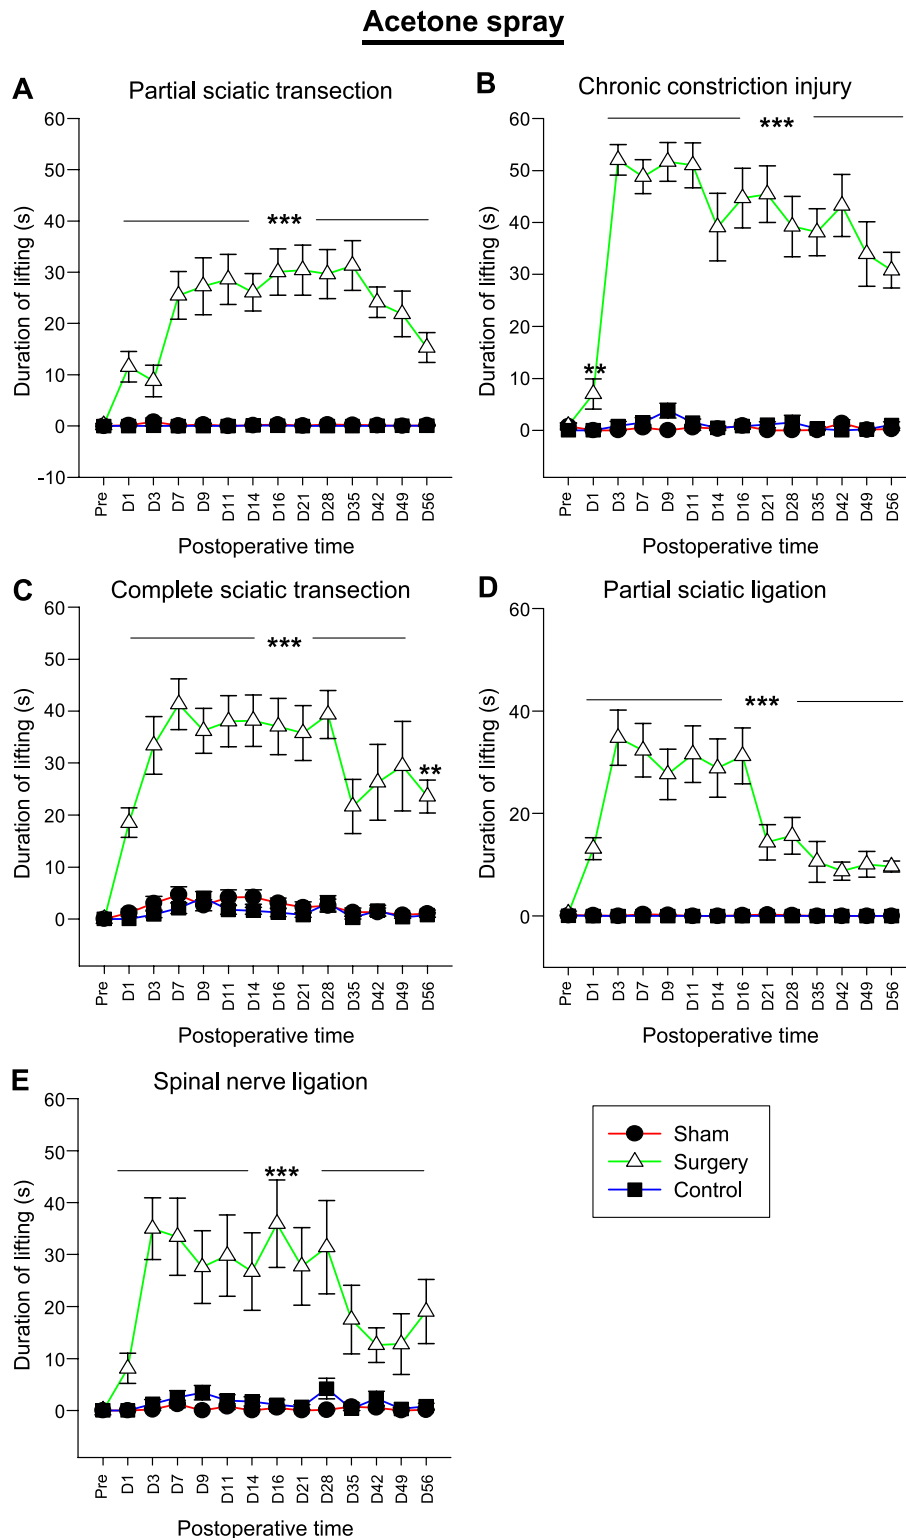 Acetone spray
A
Partial sciatic transection
60
50
40
30
20
10
0
-10
Duration of lifting (s)
***
Pre
D1
D3
D7
D9
D11
D14
D16
D21
D28
D35
D42
D49
D56
Postoperative time
B
Chronic constriction injury
60
50
40
30
20
10
0
Duration of lifting (s)
***
**
Pre
D1
D3
D7
D9
D11
D14
D16
D21
D28
D35
D42
D49
D56
Postoperative time
C
Complete sciatic transection
60
50
40
30
20
10
0
Duration of lifting (s)
***
**
Pre
D1
D3
D7
D9
D11
D14
D16
D21
D28
D35
D42
D49
D56
Postoperative time
D
Partial sciatic ligation
60
40
20
0
Duration of lifting (s)
***
Pre
D1
D3
D7
D9
D11
D14
D16
D21
D28
D35
D42
D49
D56
Postoperative time
E
Spinal nerve ligation
60
50
40
30
20
10
0
Duration of lifting (s)
***
Pre
D1
D3
D7
D9
D11
D14
D16
D21
D28
D35
D42
D49
D56
Postoperative time
Sham
Surgery
Control